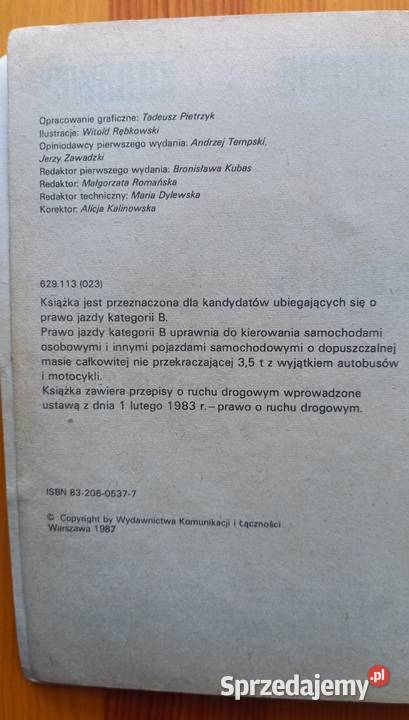 Opracowanie graficzne: Tadeusz Pietrzyk
Ilustracje: Witold Rębkowski
Opiniodawcy pierwszego wydania: Andrzej Tempski,
Jerzy Zawadzki
Redaktor pierwszego wydania: Bronisława Kubas
Redaktor: Małgorzata Romańska
Redaktor techniczny: Maria Dylewska
Korektor: Alicja Kalinowska
629.113 (023)
Książka jest przeznaczona dla kandydatów ubiegających się o
prawo jazdy kategorii B.
Prawo jazdy kategorii B uprawnia do kierowania samochodami
osobowymi i innymi pojazdami samochodowymi o dopuszczalnej
masie całkowitej nie przekraczającej 3,5 t z wyjątkiem autobusów
i motocykli.
Książka zawiera przepisy o ruchu drogowym wprowadzone
ustawą z dnia 1 lutego 1983 r. – prawo o ruchu drogowym.
ISBN 83-206-0537-7
© Copyright by Wydawnictwa Komunikacji i Łączności
Warszawa 1987
Sprzedajemy.pl